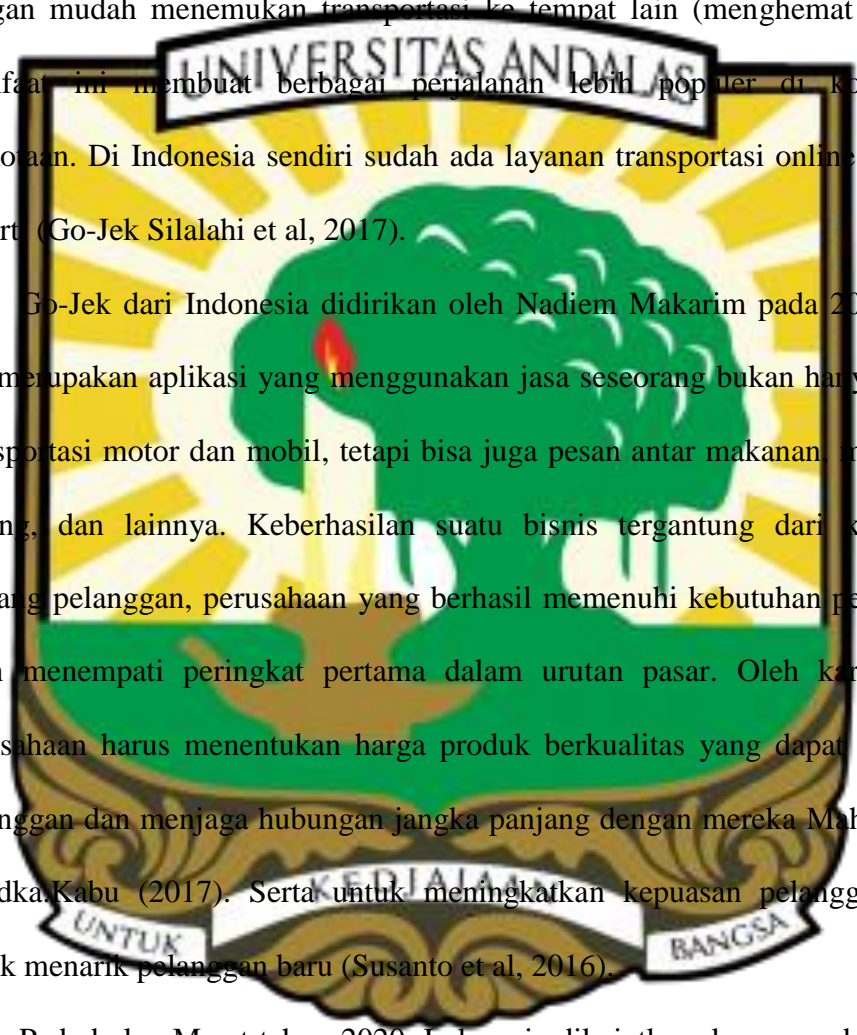 gan mudah menemukan transportasi ke tempat lain (menghemat
UNIVERSITAS ANDALAS
faat ini membuat berbagai perjalanan lebih populer di ko
otaan. Di Indonesia sendiri sudah ada layanan transportasi online
rt (Go-Jek Silalahi et al, 2017).
Go-Jek dari Indonesia didirikan oleh Nadiem Makarim pada 20
merupakan aplikasi yang menggunakan jasa seseorang bukan hany
sportasi motor dan mobil, tetapi bisa juga pesan antar makanan, m
ng, dan lainnya. Keberhasilan suatu bisnis tergantung dari k
ang pelanggan, perusahaan yang berhasil memenuhi kebutuhan pe
n menempati peringkat pertama dalam urutan pasar. Oleh kar
sahaan harus menentukan harga produk berkualitas yang dapat
nggan dan menjaga hubungan jangka panjang dengan mereka Mah
KEDJAJAAN
dka.Kabu (2017). Serta untuk meningkatkan kepuasan pelangg
UNTUK BANGSA
k menarik pelanggan baru (Susanto et al, 2016).